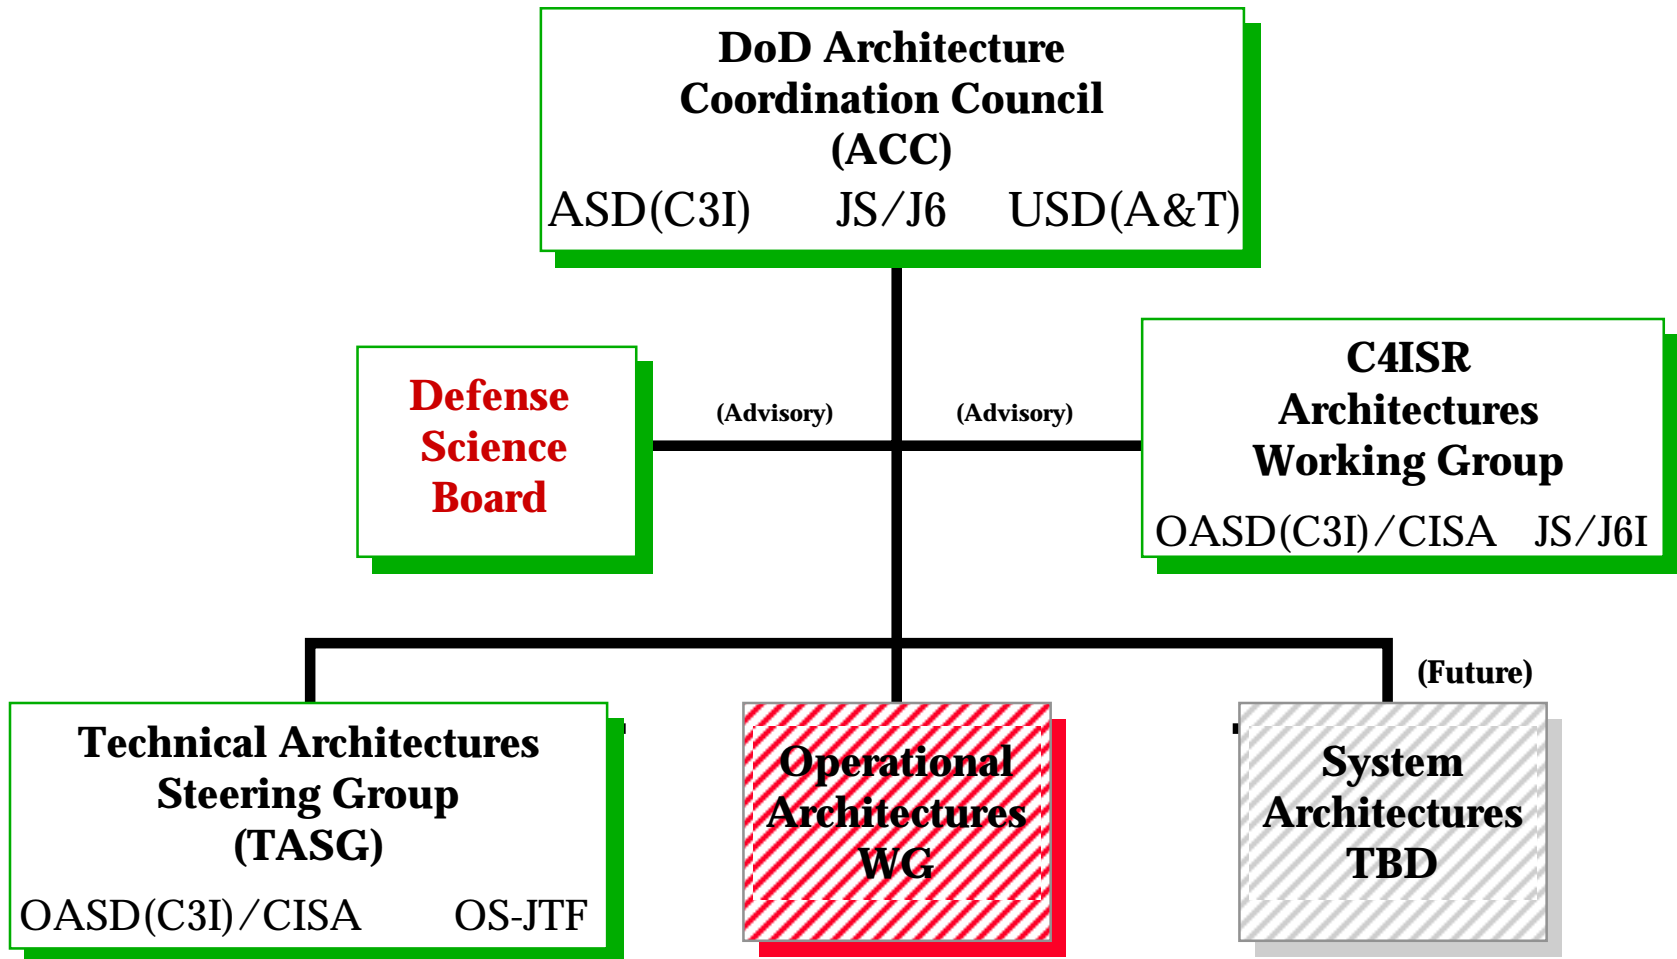 DoD Architecture
Coordination Council
(ACC)
ASD(C3I) JS/J6 USD(A&T)
Defense
Science
Board
(Advisory) (Advisory)
C4ISR
Architectures
Working Group
OASD(C3I)/CISA JS/J6I
(Future)
Technical Architectures
Steering Group
(TASG)
OASD(C3I)/CISA OS-JTF
Operational
Architectures
WG
System
Architectures
TBD